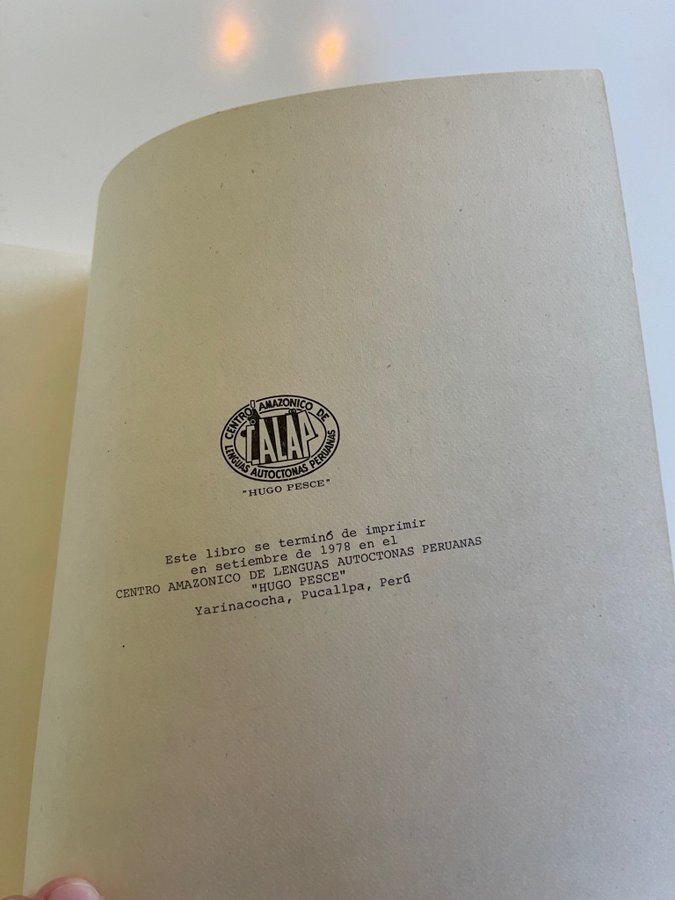 CENTRO AMAZONICO DE
CALAP
LENGUAS AUTOCTONAS PERUANAS
"HUGO PESCE"
Este libro se terminó de imprimir
en setiembre de 1978 en el
CENTRO AMAZONICO DE LENGUAS AUTOCTONAS PERUANAS
"HUGO PESCE"
Yarinacocha, Pucallpa, Perú